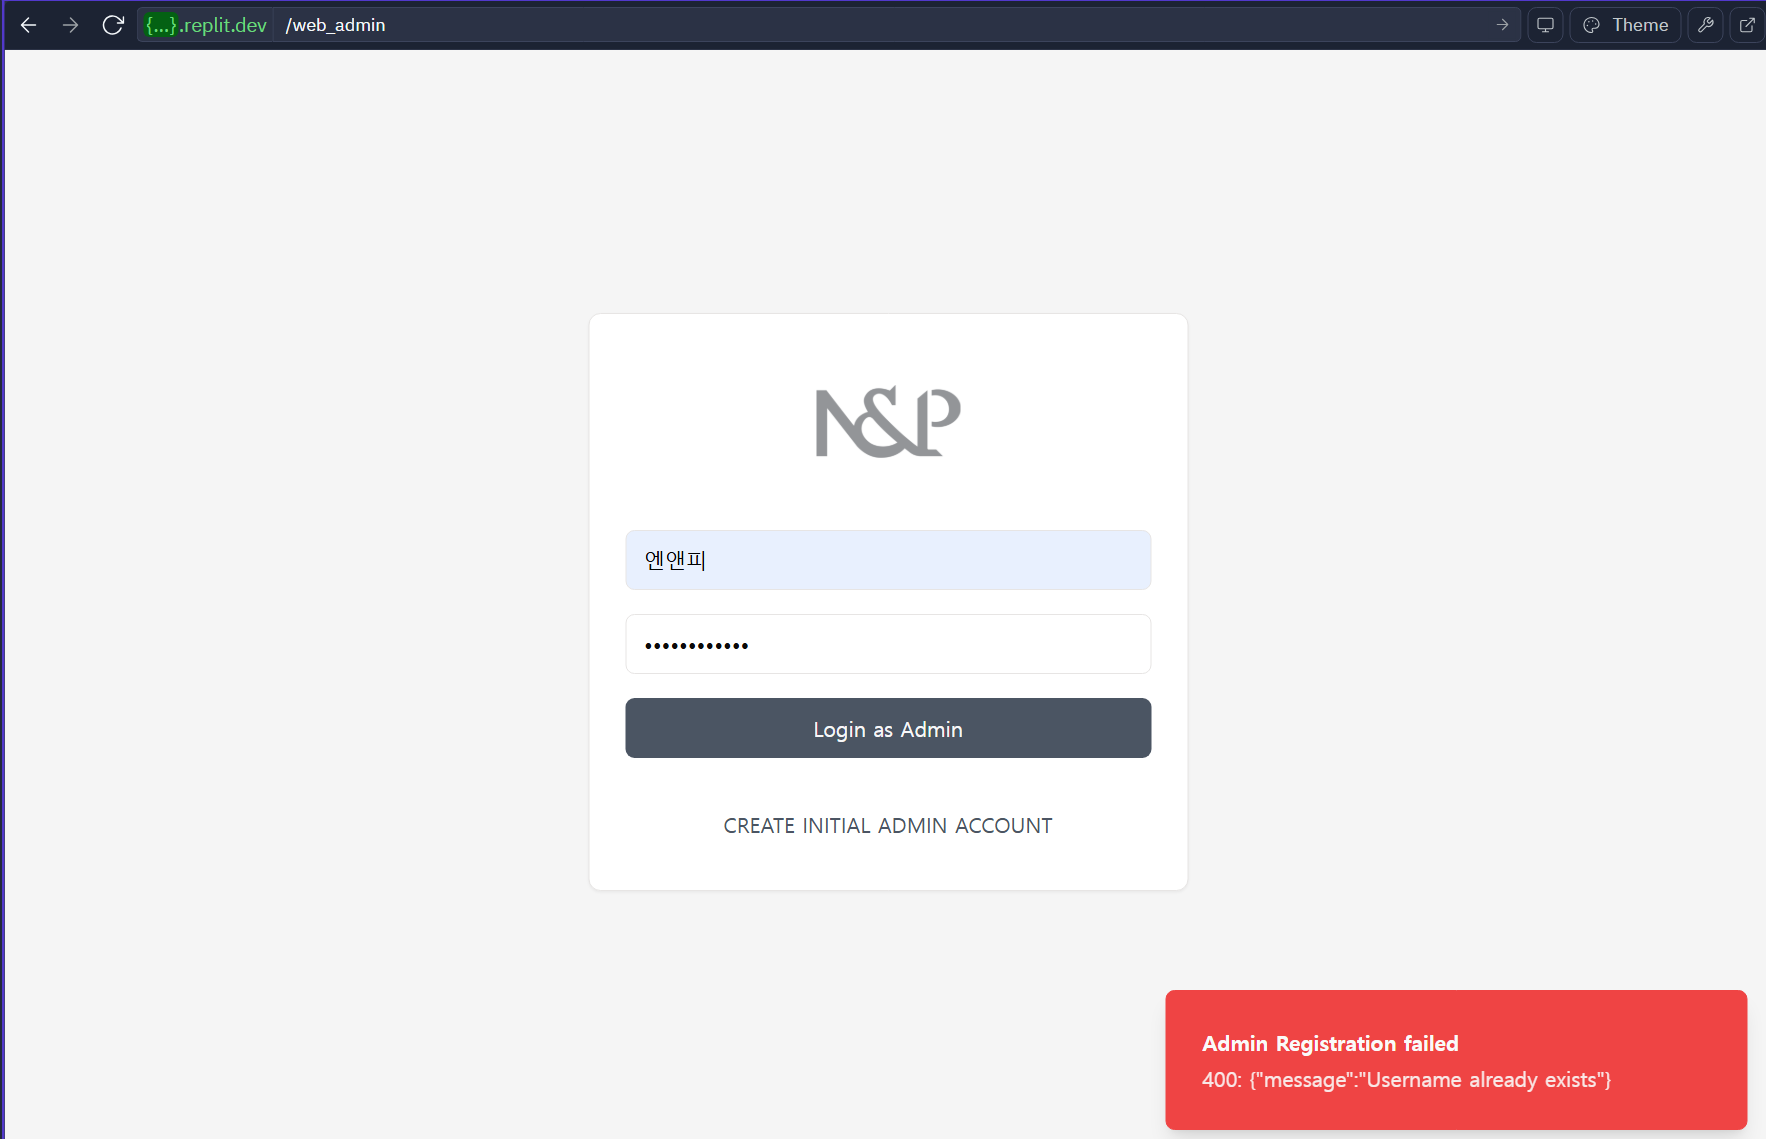 {...}.replit.dev /web_admin Theme
N&P
엔앤피
••••••••••••
Login as Admin
CREATE INITIAL ADMIN ACCOUNT
Admin Registration failed
400: {"message":"Username already exists"}